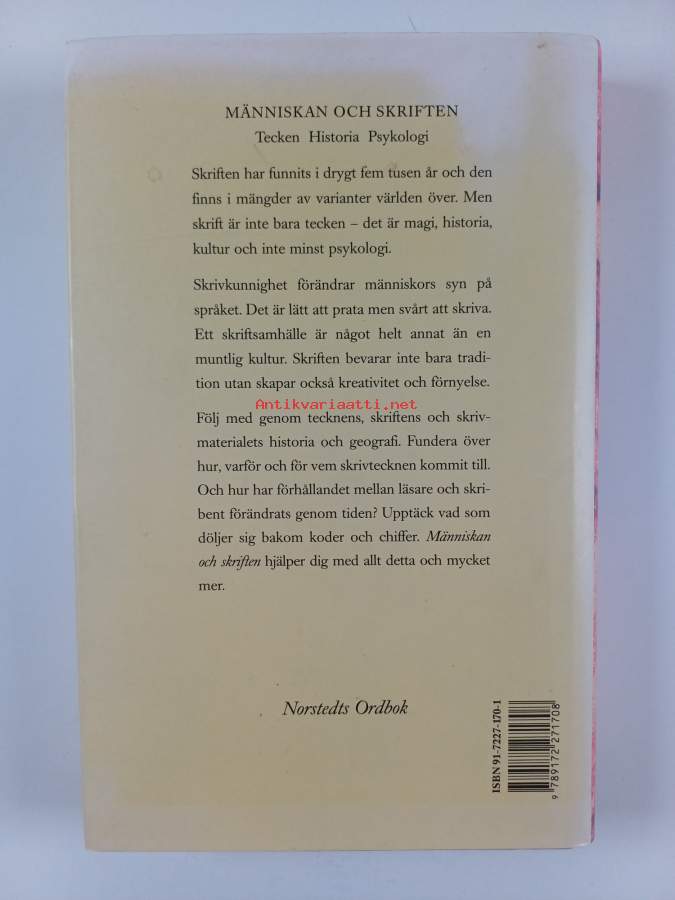 MÄNNISKAN OCH SKRIFTEN
Tecken Historia Psykologi
Skriften har funnits i drygt fem tusen år och den
finns i mängder av varianter världen över. Men
skrift är inte bara tecken – det är magi, historia,
kultur och inte minst psykologi.
Skrivkunnighet förändrar människors syn på
språket. Det är lätt att prata men svårt att skriva.
Ett skriftsamhälle är något helt annat än en
muntlig kultur. Skriften bevarar inte bara tradi-
tion utan skapar också kreativitet och förnyelse.
Antikvariaatti.net
Följ med genom tecknens, skriftens och skriv-
materialets historia och geografi. Fundera över
hur, varför och för vem skrivtecknen kommit till.
Och hur har förhållandet mellan läsare och skri-
bent förändrats genom tiden? Upptäck vad som
döljer sig bakom koder och chiffer. Människan
och skriften hjälper dig med allt detta och mycket
mer.
Norstedts Ordbok
ISBN 91-7227-170-1
9 789172 271708